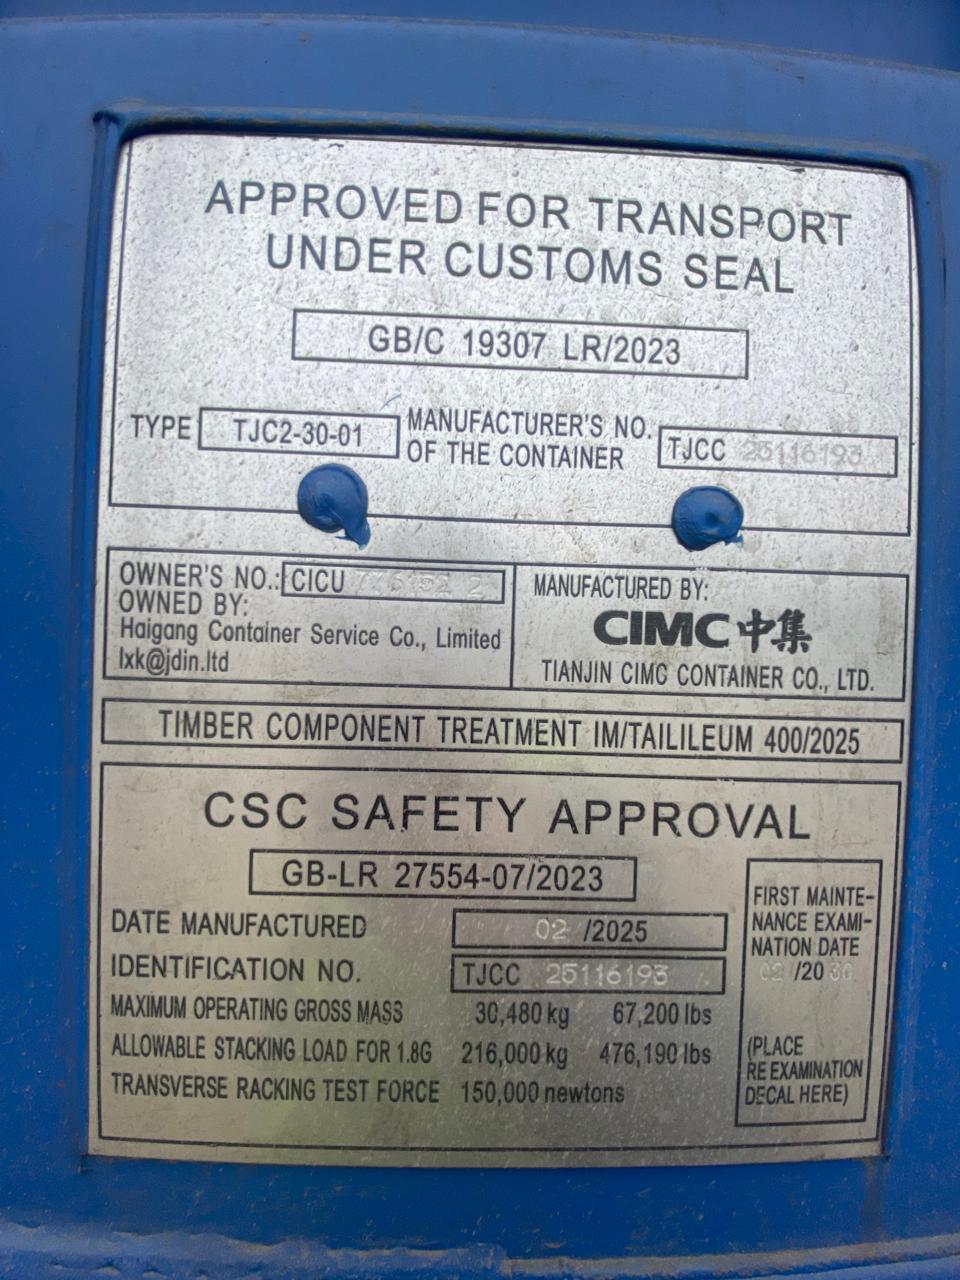 APPROVED FOR TRANSPORT
UNDER CUSTOMS SEAL
GB/C 19307 LR/2023
TYPE TJC2-30-01 MANUFACTURER'S NO.
OF THE CONTAINER TJCC 25116193
OWNER'S NO.: CICU
OWNED BY:
Haigang Container Service Co., Limited
lxk@jdin.ltd
MANUFACTURED BY:
CIMC 中集
TIANJIN CIMC CONTAINER CO., LTD.
TIMBER COMPONENT TREATMENT IM/TAILILEUM 400/2025
CSC SAFETY APPROVAL
GB-LR 27554-07/2023
DATE MANUFACTURED 02 /2025
IDENTIFICATION NO. TJCC 25116193
MAXIMUM OPERATING GROSS MASS 30,480 kg 67,200 lbs
ALLOWABLE STACKING LOAD FOR 1.8G 216,000 kg 476,190 lbs
TRANSVERSE RACKING TEST FORCE 150,000 newtons
FIRST MAINTE-
NANCE EXAMI-
NATION DATE
02 /20 30
(PLACE
RE EXAMINATION
DECAL HERE)